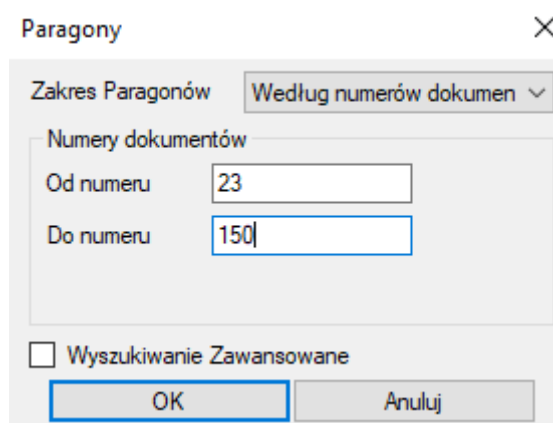 Paragony
Zakres Paragonów Według numerów dokumen
Numery dokumentów
Od numeru 23
Do numeru 150
Wyszukiwanie Zawansowane
OK Anuluj